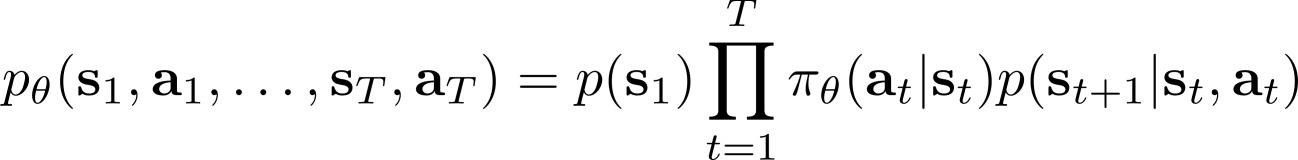 p_θ(s_1, a_1, . . . , s_T, a_T) = p(s_1) ∏_{t=1}^{T} π_θ(a_t|s_t)p(s_{t+1}|s_t, a_t)